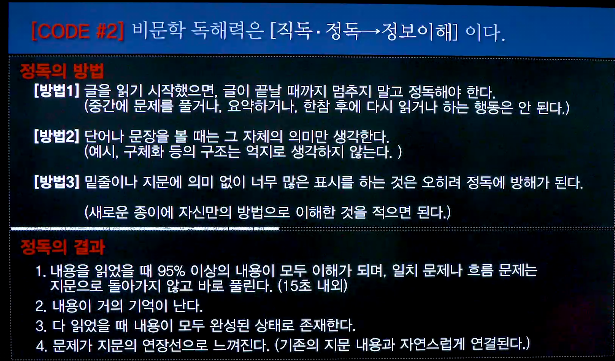 [CODE #2] 비문학 독해력은 [직독·정독→정보이해] 이다.
정독의 방법
[방법1] 글을 읽기 시작했으면, 글이 끝날 때까지 멈추지 말고 정독해야 한다.
(중간에 문제를 풀거나, 요약하거나, 한참 후에 다시 읽거나 하는 행동은 안 된다.)
[방법2] 단어나 문장을 볼 때는 그 자체의 의미만 생각한다.
(예시, 구체화 등의 구조는 억지로 생각하지 않는다. )
[방법3] 밑줄이나 지문에 의미 없이 너무 많은 표시를 하는 것은 오히려 정독에 방해가 된다.
(새로운 종이에 자신만의 방법으로 이해한 것을 적으면 된다.)
정독의 결과
1. 내용을 읽었을 때 95% 이상의 내용이 모두 이해가 되며, 일치 문제나 흐름 문제는
지문으로 돌아가지 않고 바로 풀린다. (15초 내외)
2. 내용이 거의 기억이 난다.
3. 다 읽었을 때 내용이 모두 완성된 상태로 존재한다.
4. 문제가 지문의 연장선으로 느껴진다. (기존의 지문 내용과 자연스럽게 연결된다.)